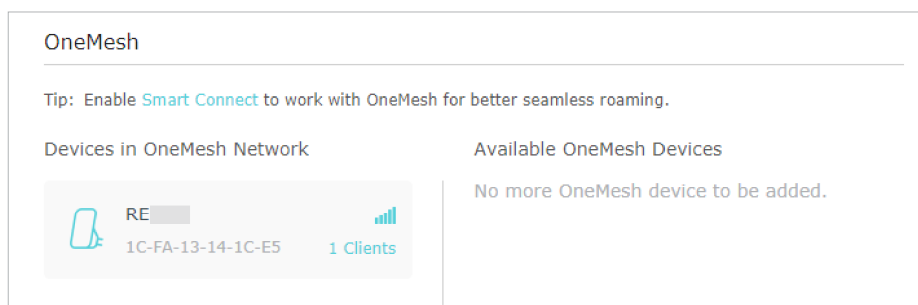 OneMesh
Tip: Enable Smart Connect to work with OneMesh for better seamless roaming.
Devices in OneMesh Network
Available OneMesh Devices
No more OneMesh device to be added.
RE
1C-FA-13-14-1C-E5
1 Clients